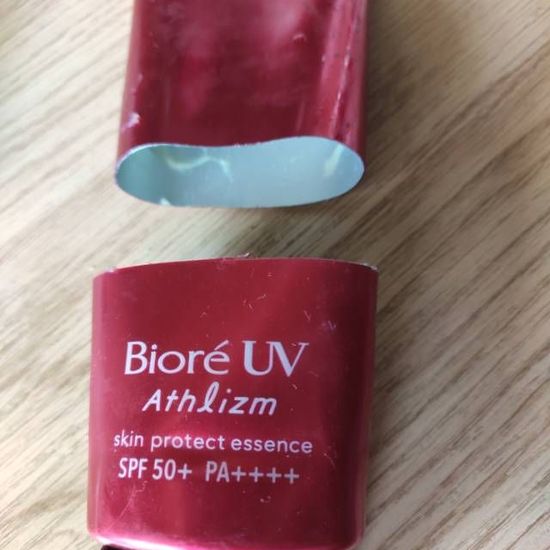 Bioré UV
Athlizm
skin protect essence
SPF 50+ PA++++